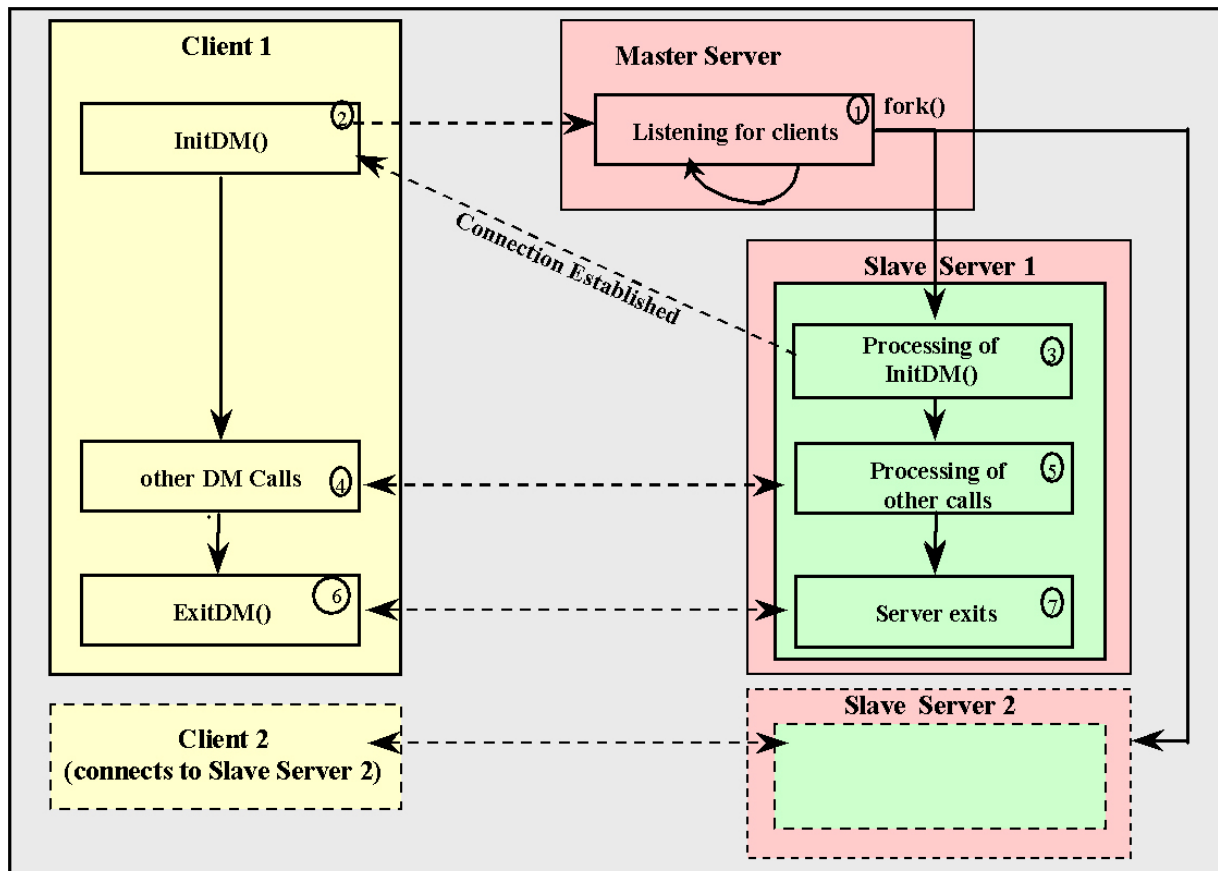 Client 1
InitDM()
2
other DM Calls
4
ExitDM()
6
Client 2
(connects to Slave Server 2)
Master Server
Listening for clients
1
fork()
Connection Established
Slave Server 1
Processing of
InitDM()
3
Processing of
other calls
5
Server exits
7
Slave Server 2